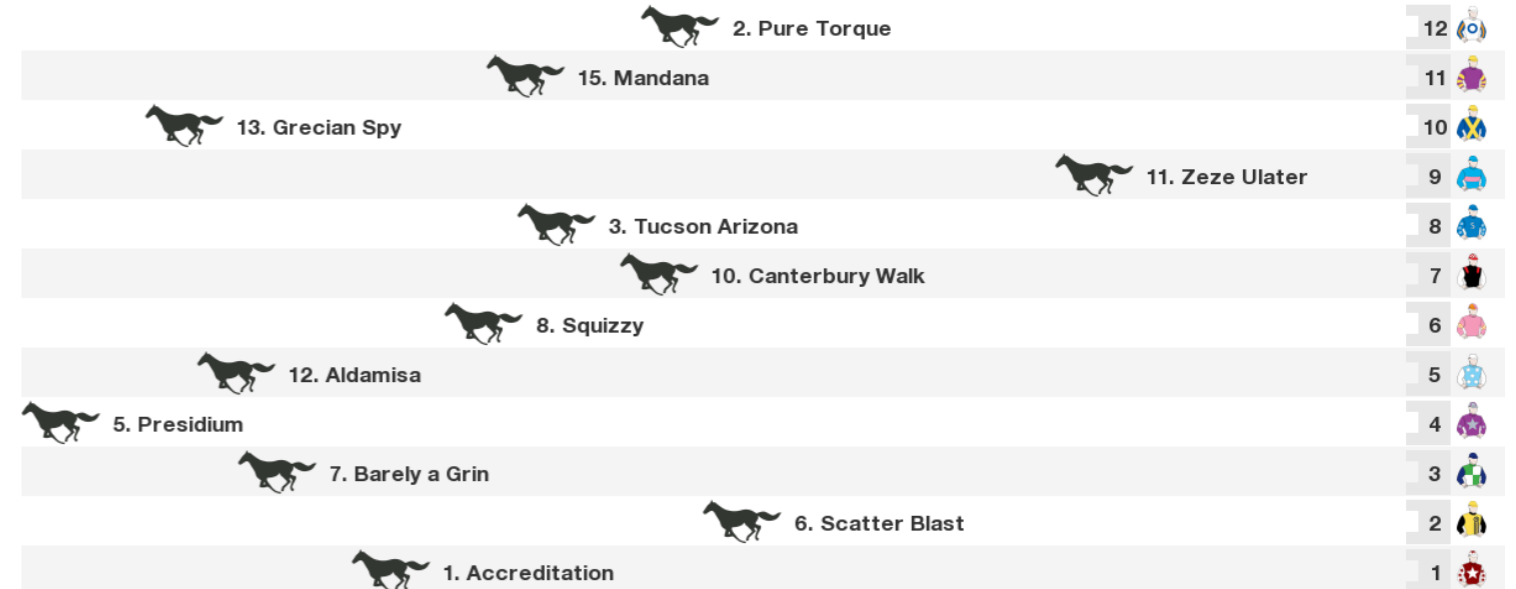 2. Pure Torque 12
15. Mandana 11
13. Grecian Spy 10
11. Zeze Ulater 9
3. Tucson Arizona 8
10. Canterbury Walk 7
8. Squizzy 6
12. Aldamisa 5
5. Presidium 4
7. Barely a Grin 3
6. Scatter Blast 2
1. Accreditation 1